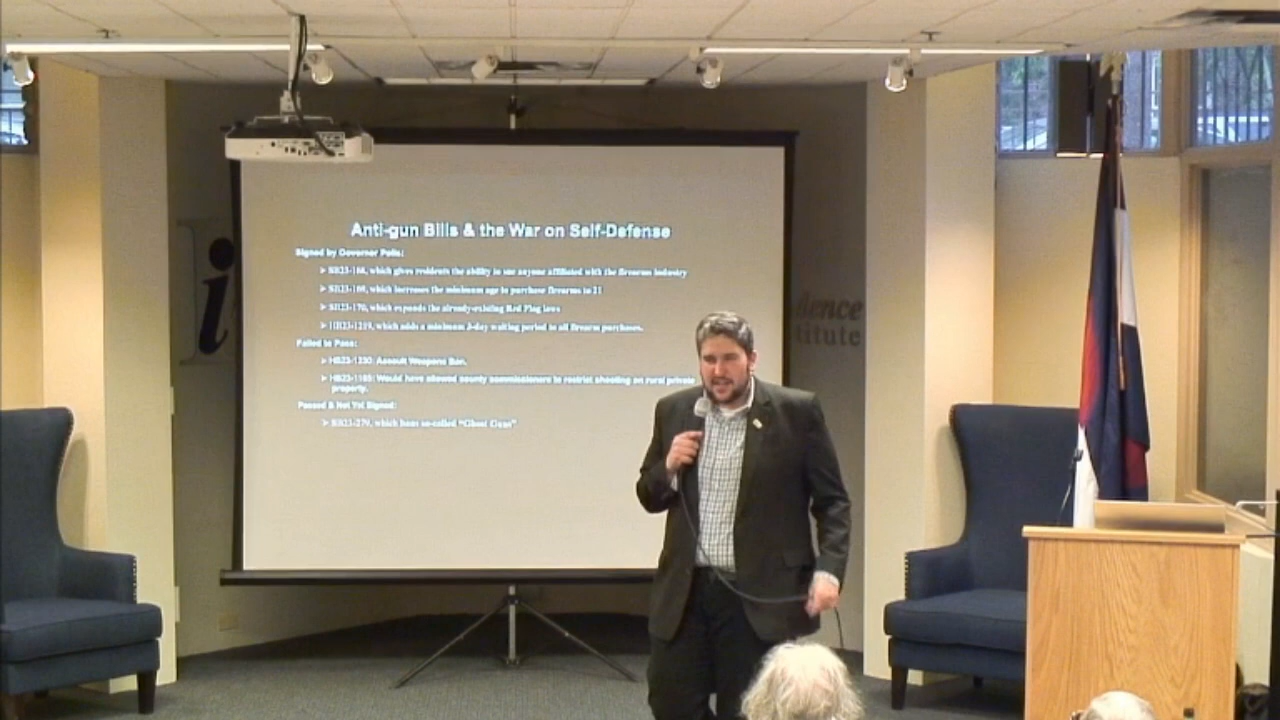 Anti-gun Bills & the War on Self-Defense
Signed by Governor Polis:
➢ SB23-168, which gives residents the ability to sue anyone affiliated with the firearms industry
➢ SB23-169, which increases the minimum age to purchase firearms to 21
➢ SB23-170, which expands the already-existing Red Flag laws
➢ HB23-1219, which adds a minimum 3-day waiting period to all firearm purchases.
Failed to Pass:
➢ HB23-1230: Assault Weapons Ban.
➢ HB23-1165: Would have allowed county commissioners to restrict shooting on rural private
property.
Passed & Not Yet Signed:
➢ SB23-279, which bans so-called "Ghost Guns"
i
dence
titute